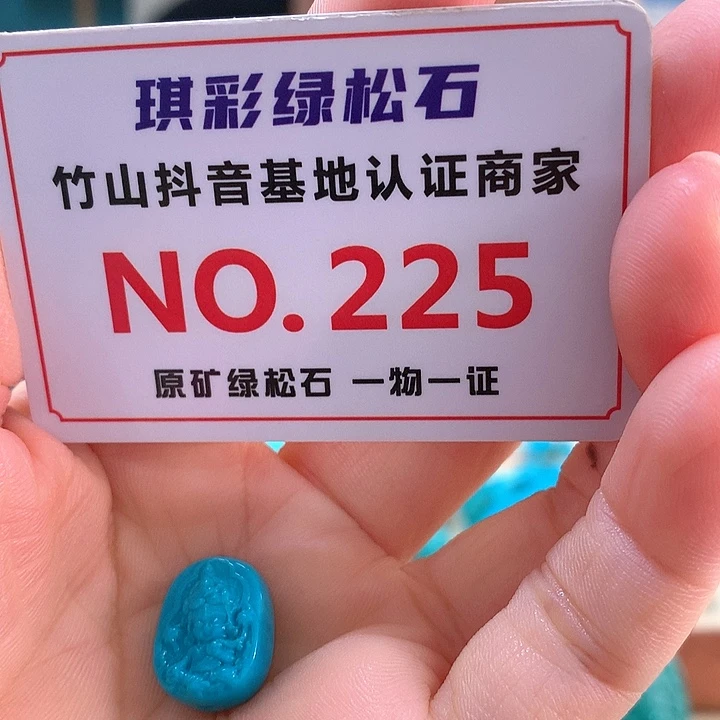 琪彩绿松石
竹山抖音基地认证商家
NO.225
原矿绿松石 一物一证